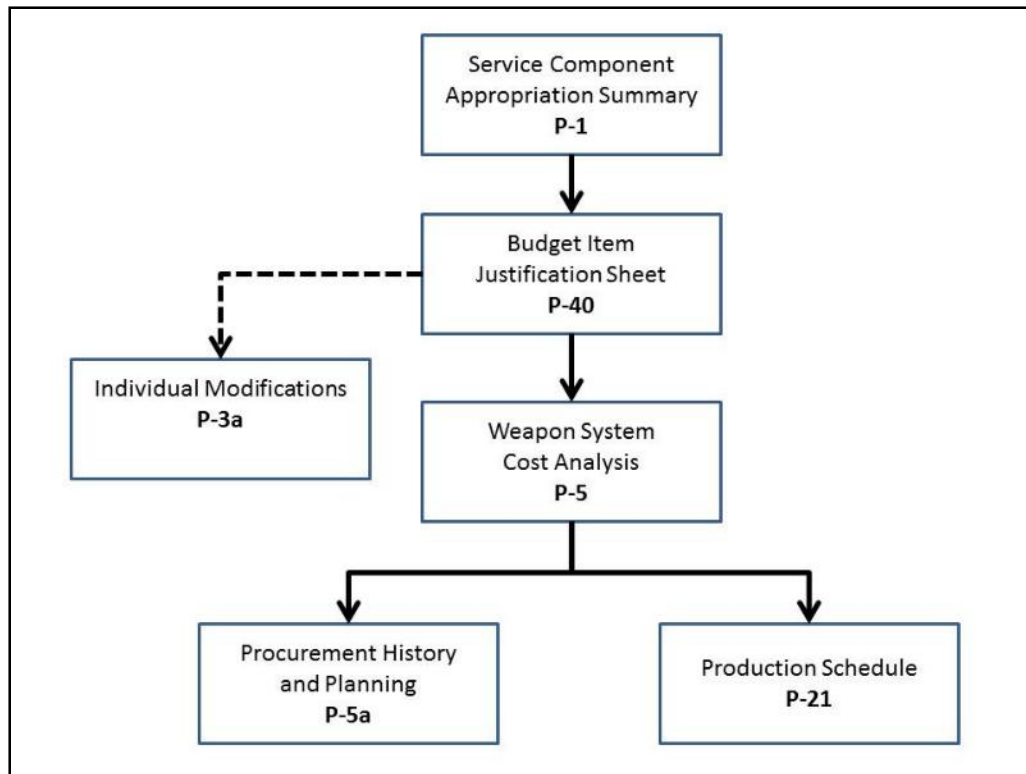 Service Component
Appropriation Summary
P-1
Budget Item
Justification Sheet
P-40
Individual Modifications
P-3a
Weapon System
Cost Analysis
P-5
Procurement History
and Planning
P-5a
Production Schedule
P-21